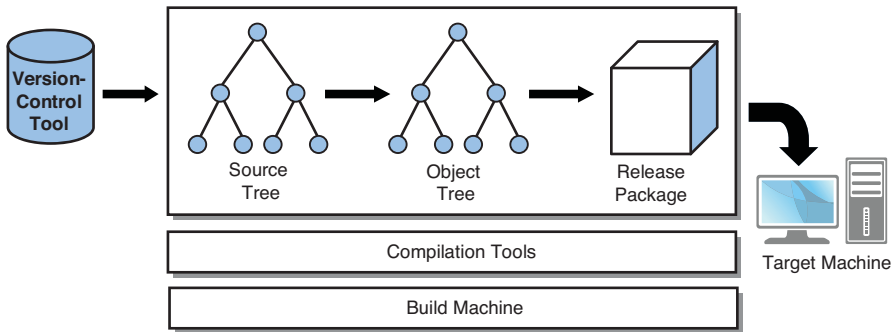 Version-
Control
Tool
Source
Tree
Object
Tree
Release
Package
Compilation Tools
Target Machine
Build Machine